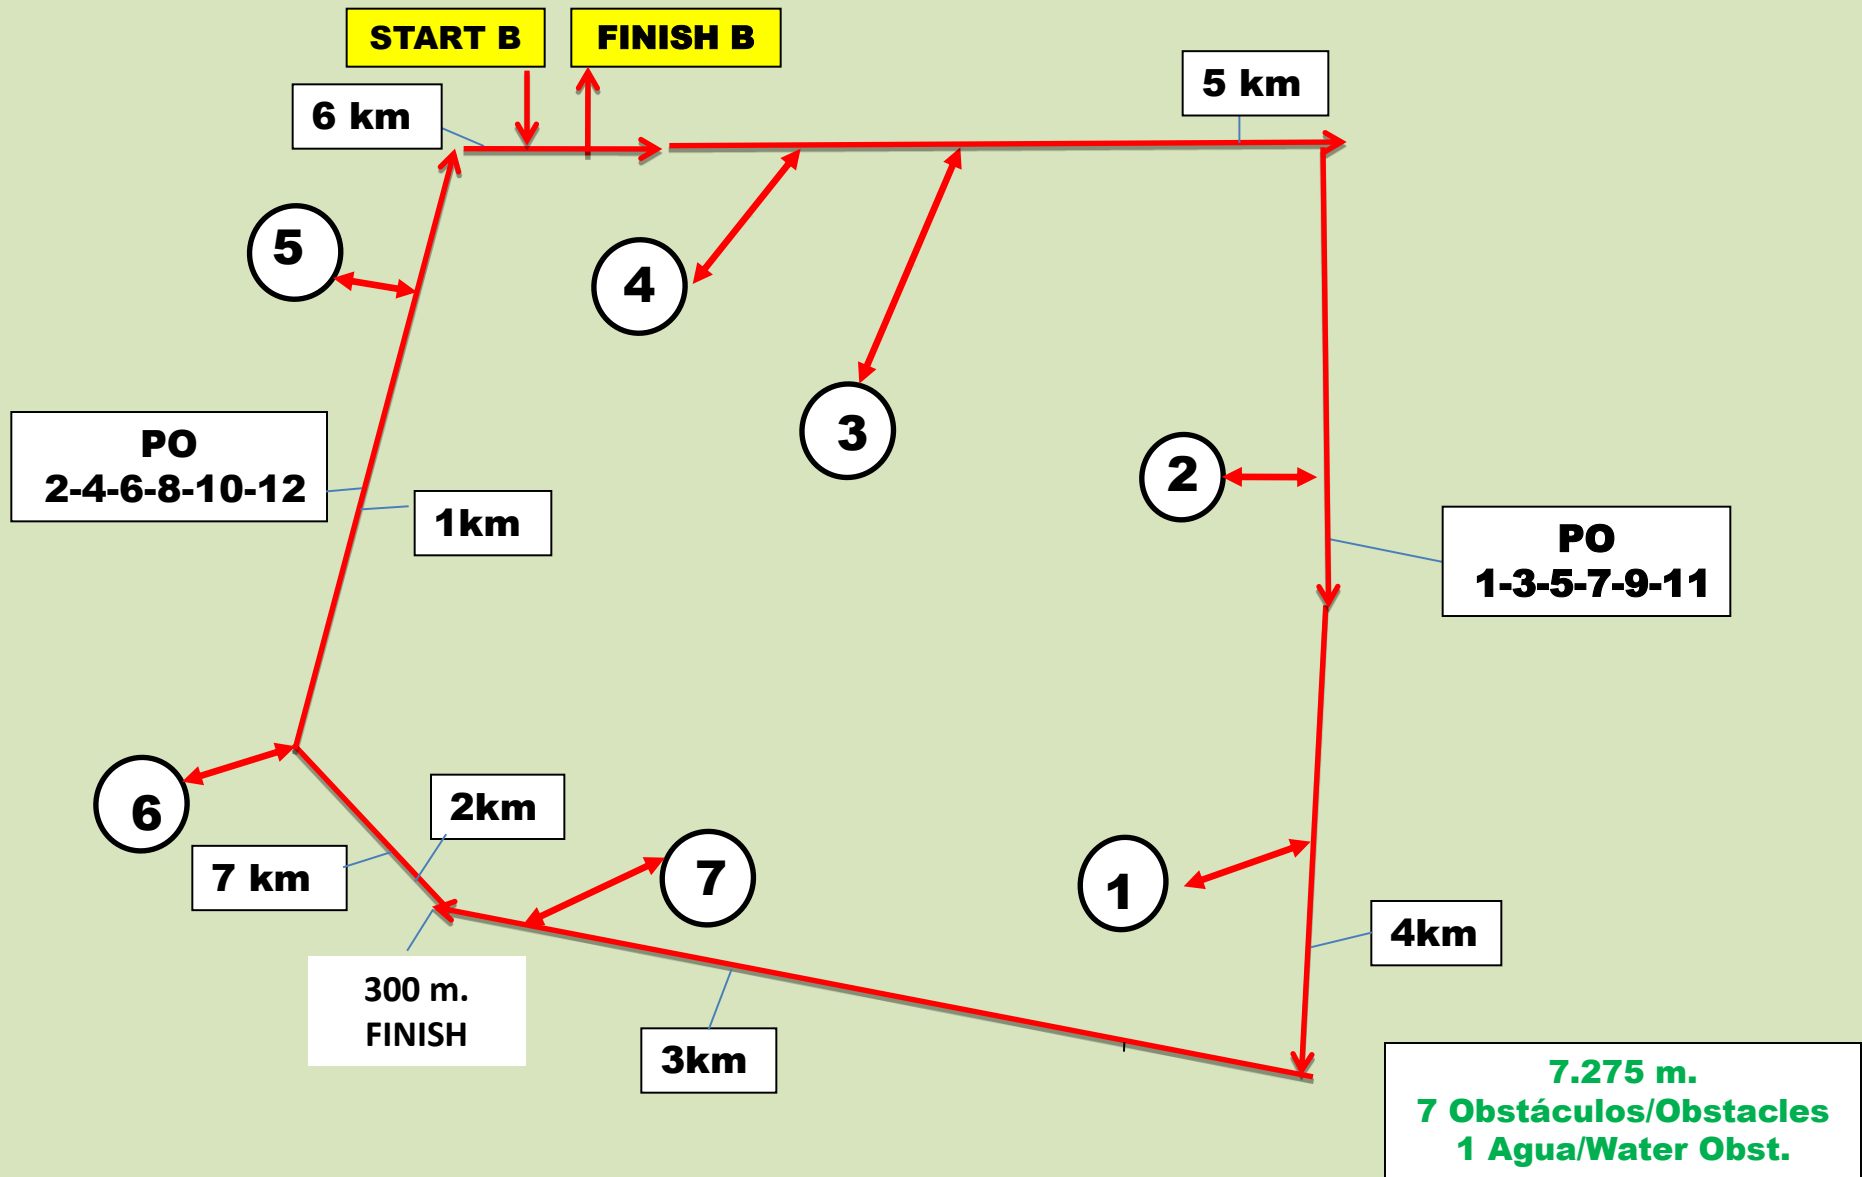 START B
FINISH B
6 km
5 km
5
4
3
2
PO
2-4-6-8-10-12
1km
PO
1-3-5-7-9-11
6
2km
7 km
7
1
4km
300 m.
FINISH
3km
7.275 m.
7 Obstáculos/Obstacles
1 Agua/Water Obst.